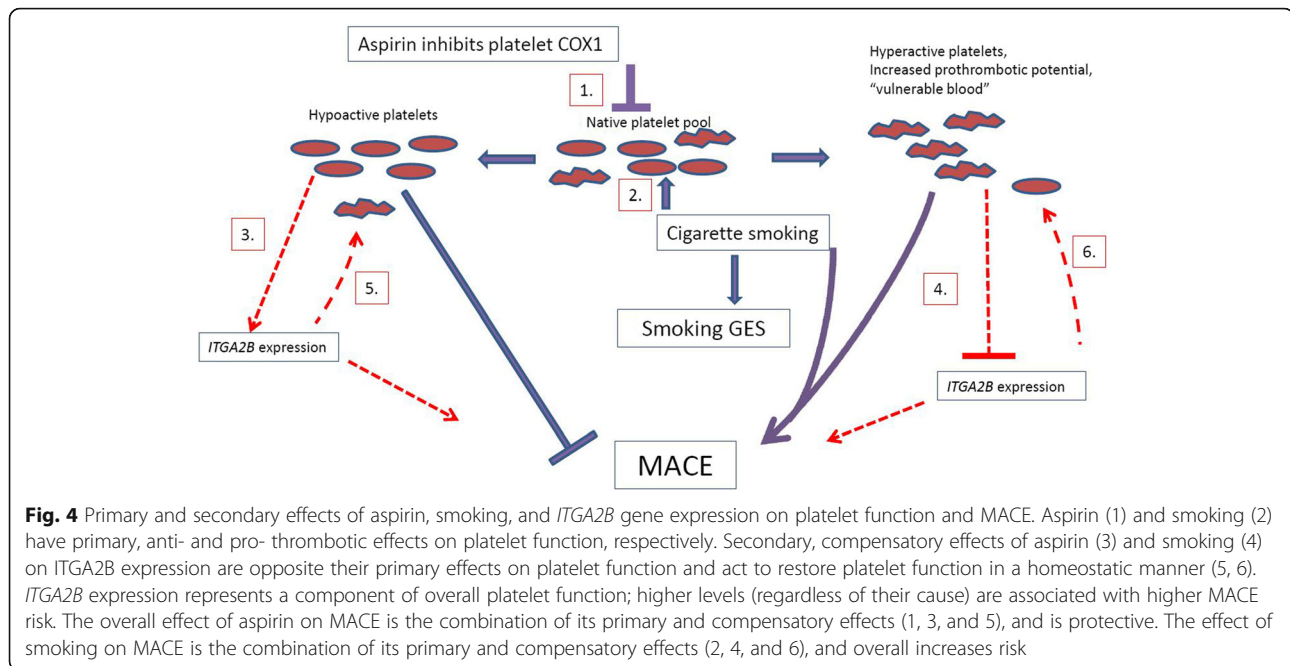 Aspirin inhibits platelet COX1
Hyperactive platelets,
Increased prothrombotic potential,
“vulnerable blood”
1.
Hypoactive platelets
Native platelet pool
2.
Cigarette smoking
3.
5.
4.
6.
Smoking GES
ITGA2B expression
ITGA2B expression
MACE
Fig. 4 Primary and secondary effects of aspirin, smoking, and ITGA2B gene expression on platelet function and MACE. Aspirin (1) and smoking (2)
have primary, anti- and pro- thrombotic effects on platelet function, respectively. Secondary, compensatory effects of aspirin (3) and smoking (4)
on ITGA2B expression are opposite their primary effects on platelet function and act to restore platelet function in a homeostatic manner (5, 6).
ITGA2B expression represents a component of overall platelet function; higher levels (regardless of their cause) are associated with higher MACE
risk. The overall effect of aspirin on MACE is the combination of its primary and compensatory effects (1, 3, and 5), and is protective. The effect of
smoking on MACE is the combination of its primary and compensatory effects (2, 4, and 6), and overall increases risk